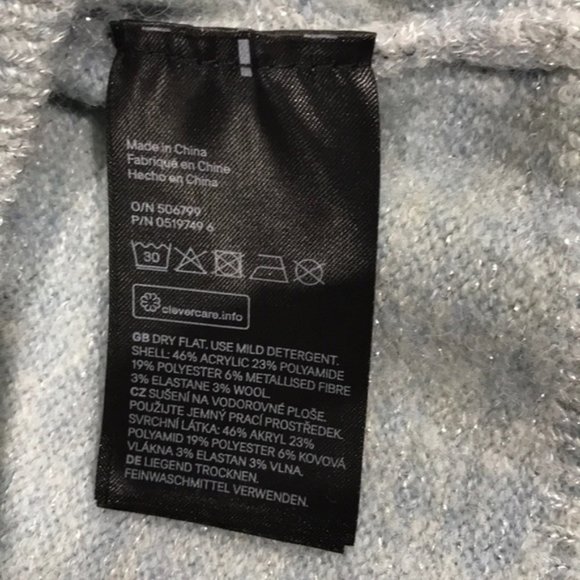 Made in China
Fabriqué en Chine
Hecho en China
O/N 506799
P/N 0519749 6
30
clevercare.info
GB DRY FLAT. USE MILD DETERGENT.
SHELL: 46% ACRYLIC 23% POLYAMIDE
19% POLYESTER 6% METALLISED FIBRE
3% ELASTANE 3% WOOL.
CZ SUŠENÍ NA VODOROVNÉ PLOŠE.
POUŽIJTE JEMNÝ PRACÍ PROSTŘEDEK.
SVRCHNÍ LÁTKA: 46% AKRYL 23%
POLYAMID 19% POLYESTER 6% KOVOVÁ
VLÁKNA 3% ELASTAN 3% VLNA.
DE LIEGEND TROCKNEN.
FEINWASCHMITTEL VERWENDEN.